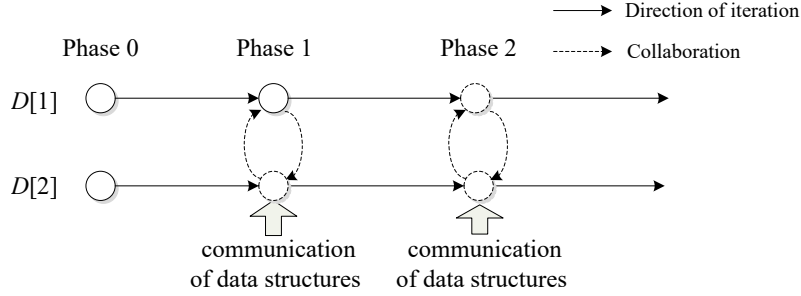 Direction of iteration
Phase 0 Phase 1 Phase 2
Collaboration
D[1]
D[2]
communication
of data structures
communication
of data structures